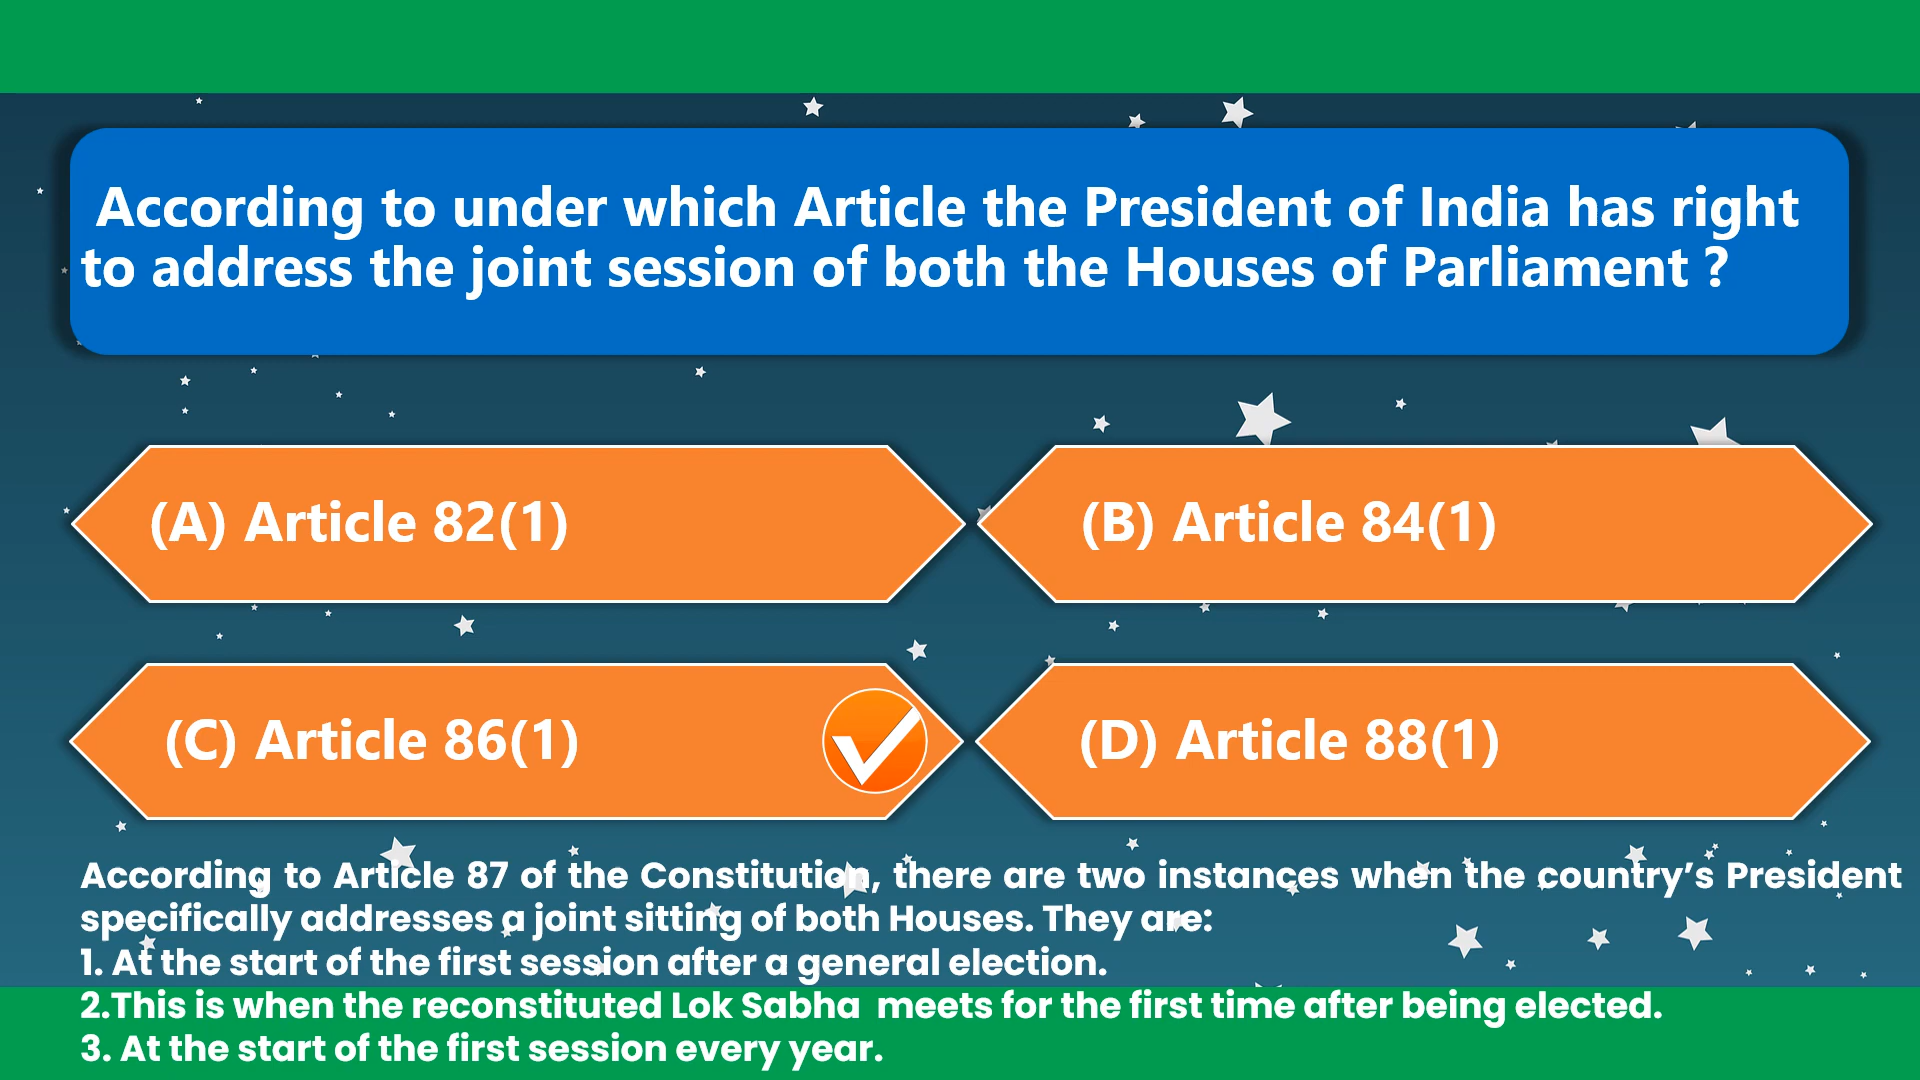 According to under which Article the President of India has right
to address the joint session of both the Houses of Parliament ?
(A) Article 82(1)
(B) Article 84(1)
(C) Article 86(1)
(D) Article 88(1)
According to Article 87 of the Constitution, there are two instances when the country’s President
specifically addresses a joint sitting of both Houses. They are:
1. At the start of the first session after a general election.
2.This is when the reconstituted Lok Sabha  meets for the first time after being elected.
3. At the start of the first session every year.